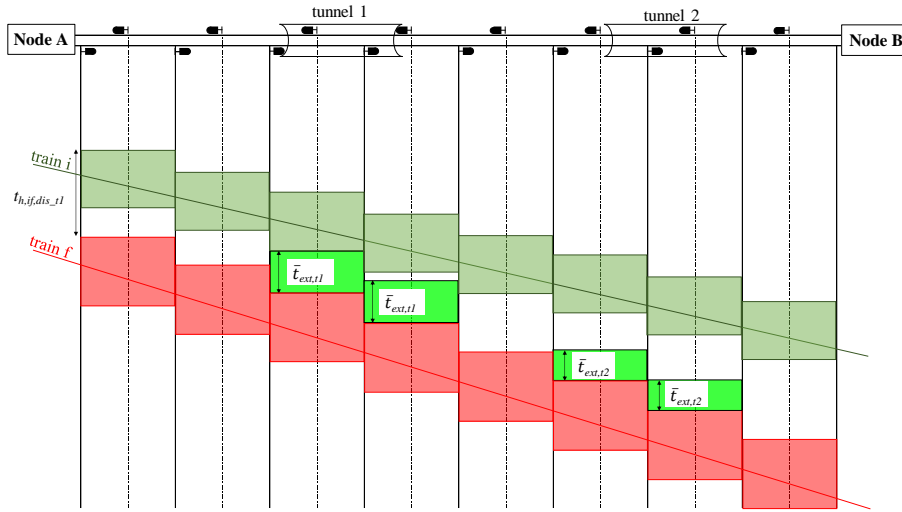 tunnel 1
tunnel 2
Node A
Node B
train i
t_{h,if,dis_t1}
train f
t̄_{ext,t1}
t̄_{ext,t1}
t̄_{ext,t2}
t̄_{ext,t2}